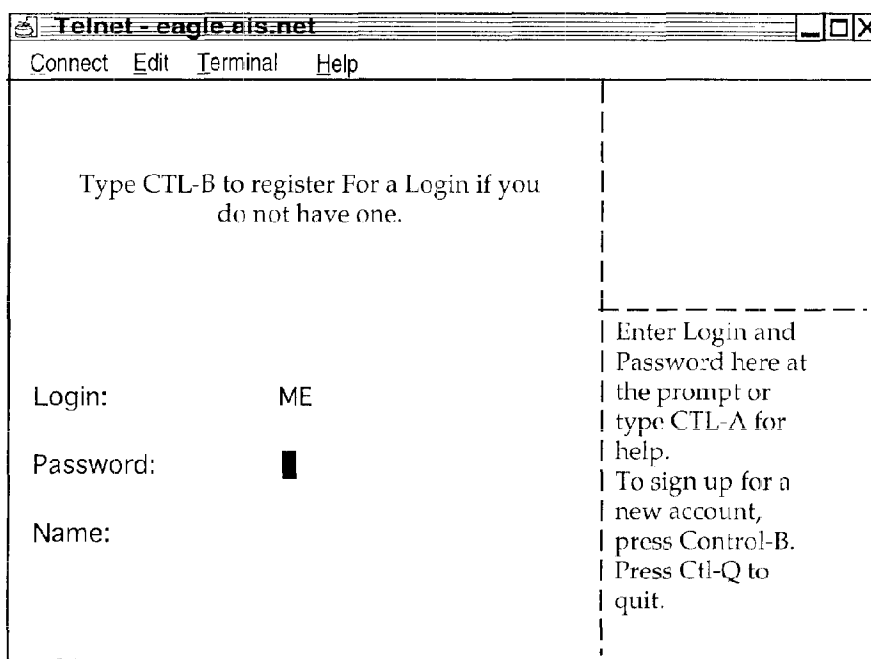 Telnet - eagle.ais.net
Connect Edit Terminal Help
Type CTL-B to register For a Login if you
do not have one.
Login: ME
Password:
Name:
Enter Login and
Password here at
the prompt or
type CTL-A for
help.
To sign up for a
new account,
press Control-B.
Press Ctl-Q to
quit.